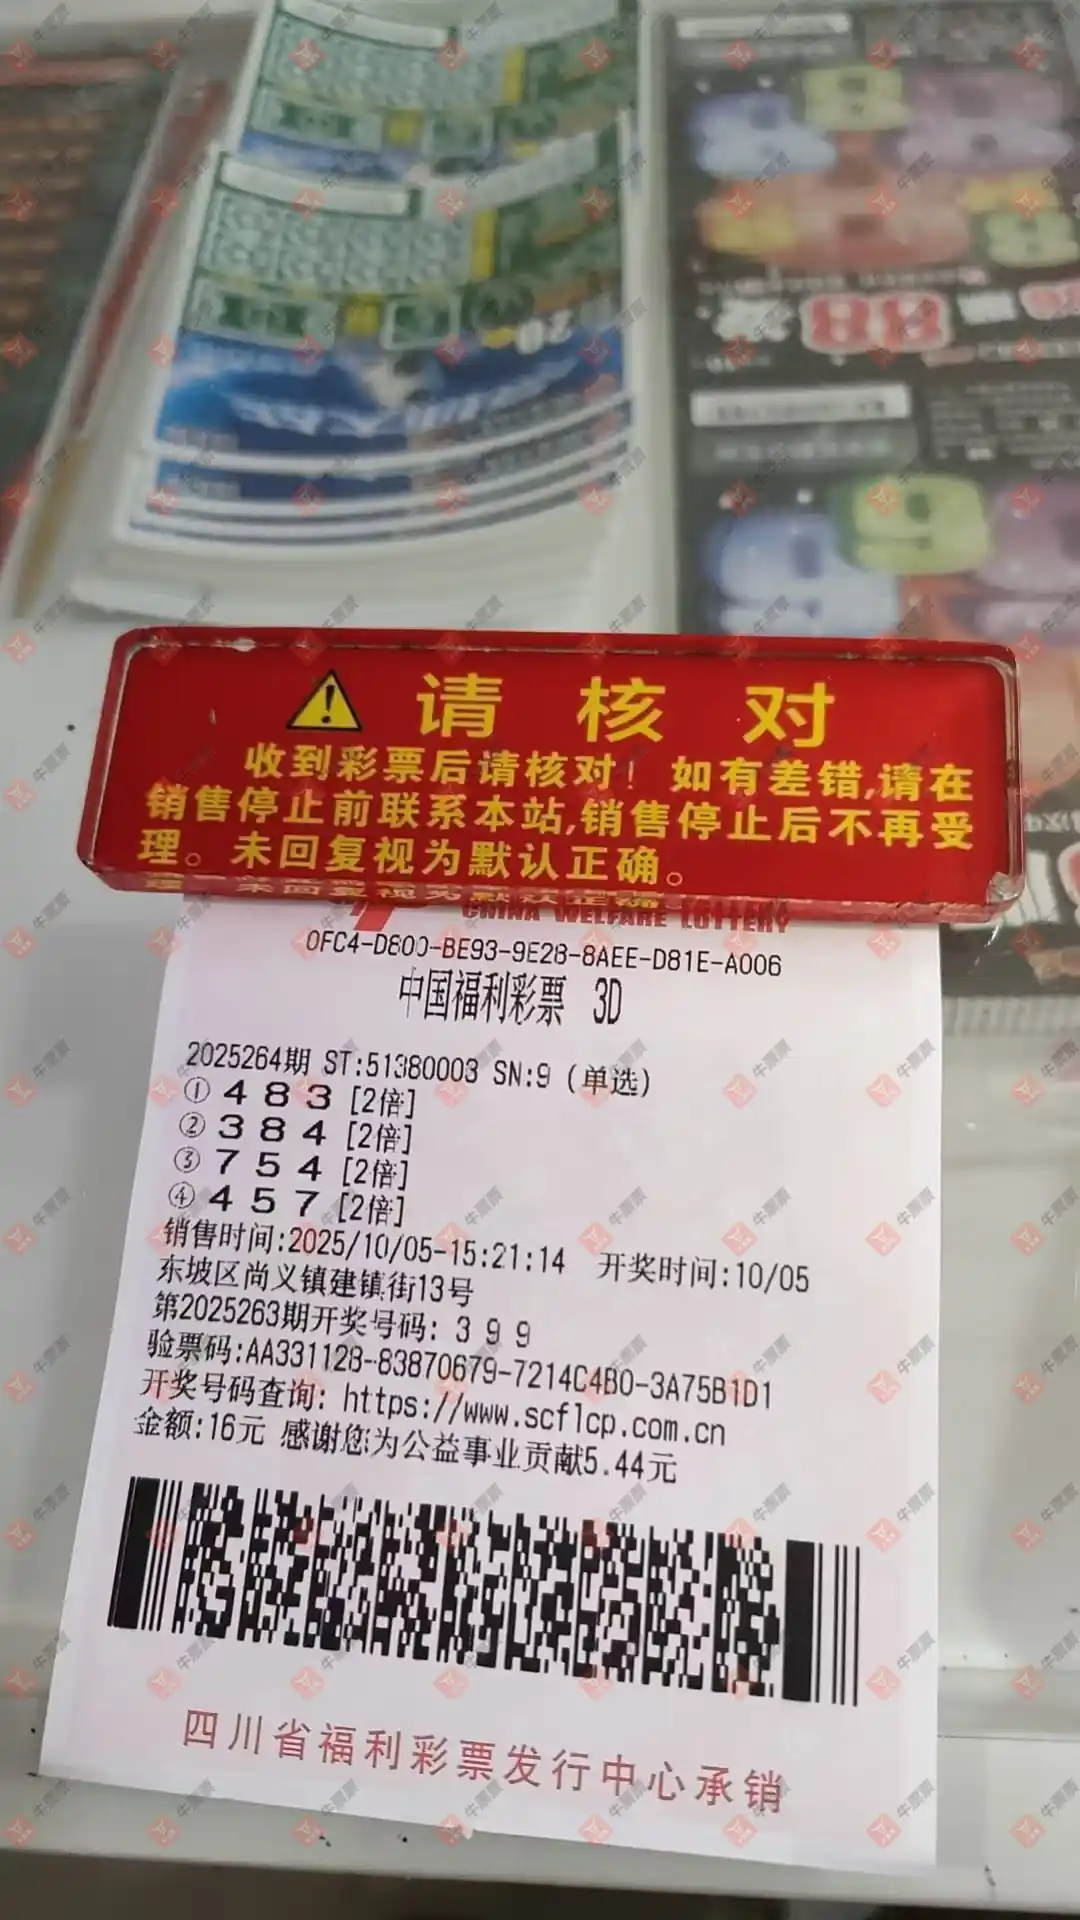 请核对
收到彩票后请核对！如有差错,请在
销售停止前联系本站,销售停止后不再受
理。未回复视为默认正确。
CHINA WELFARE LOTTERY
0FC4-D800-BE93-9E28-8AEE-D81E-A006
中国福利彩票 3D
2025264期 ST:51380003 SN:9 (单选)
① 4 8 3 [2倍]
② 3 8 4 [2倍]
③ 7 5 4 [2倍]
④ 4 5 7 [2倍]
销售时间:2025/10/05-15:21:14 开奖时间:10/05
东坡区尚义镇建镇街13号
第2025263期开奖号码: 3 9 9
验票码:AA331128-83870679-7214C4B0-3A75B1D1
开奖号码查询: https://www.scflcp.com.cn
金额:16元 感谢您为公益事业贡献5.44元
四川省福利彩票发行中心承销
牛票票